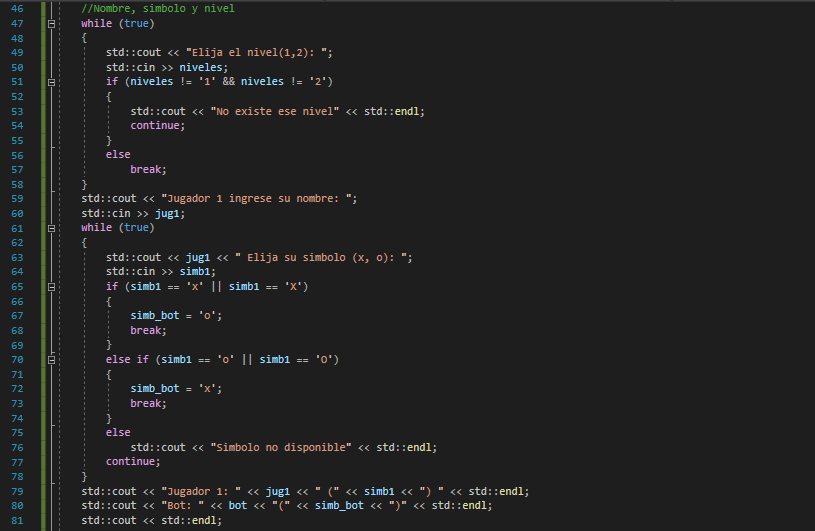 46 //Nombre, simbolo y nivel
47 while (true)
48 {
49 std::cout << "Elija el nivel(1,2): ";
50 std::cin >> niveles;
51 if (niveles != '1' && niveles != '2')
52 {
53 std::cout << "No existe ese nivel" << std::endl;
54 continue;
55 }
56 else
57 break;
58 }
59 std::cout << "Jugador 1 ingrese su nombre: ";
60 std::cin >> jug1;
61 while (true)
62 {
63 std::cout << jug1 << " Elija su simbolo (x, o): ";
64 std::cin >> simb1;
65 if (simb1 == 'x' || simb1 == 'X')
66 {
67 simb_bot = 'o';
68 break;
69 }
70 else if (simb1 == 'o' || simb1 == 'O')
71 {
72 simb_bot = 'x';
73 break;
74 }
75 else
76 std::cout << "Simbolo no disponible" << std::endl;
77 continue;
78 }
79 std::cout << "Jugador 1: " << jug1 << " (" << simb1 << ") " << std::endl;
80 std::cout << "Bot: " << bot << "(" << simb_bot << ")" << std::endl;
81 std::cout << std::endl;